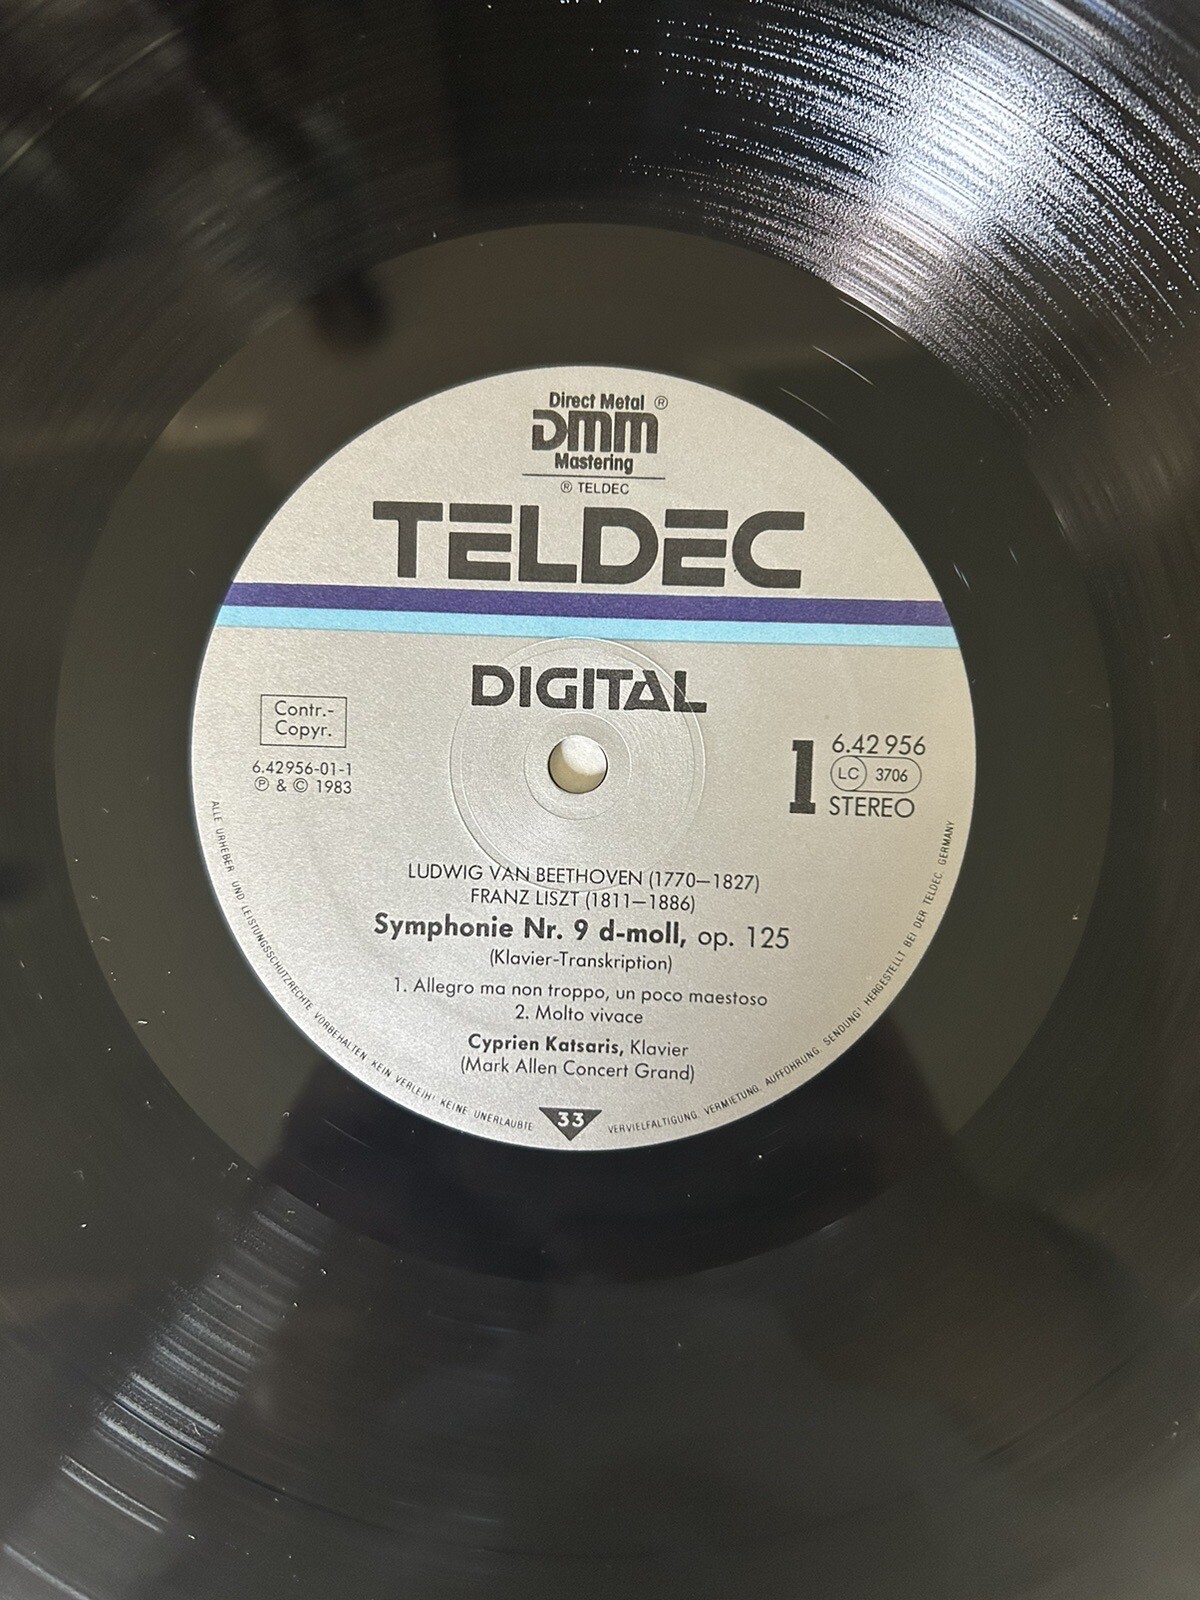 Direct Metal ®
DMM
Mastering
® TELDEC
TELDEC
DIGITAL
Contr.-
Copyr.
6.42956-01-1
℗ & © 1983
1
6.42 956
LC 3706
STEREO
LUDWIG VAN BEETHOVEN (1770–1827)
FRANZ LISZT (1811–1886)
Symphonie Nr. 9 d-moll, op. 125
(Klavier-Transkription)
1. Allegro ma non troppo, un poco maestoso
2. Molto vivace
Cyprien Katsaris, Klavier
(Mark Allen Concert Grand)
33
ALLE URHEBER UND LEISTUNGSSCHUTZRECHTE VORBEHALTEN. KEIN VERLEIH! KEINE UNERLAUBTE VERVIELFÄLTIGUNG, VERMIETUNG, AUFFÜHRUNG, SENDUNG! HERGESTELLT BEI DER TELDEC GERMANY